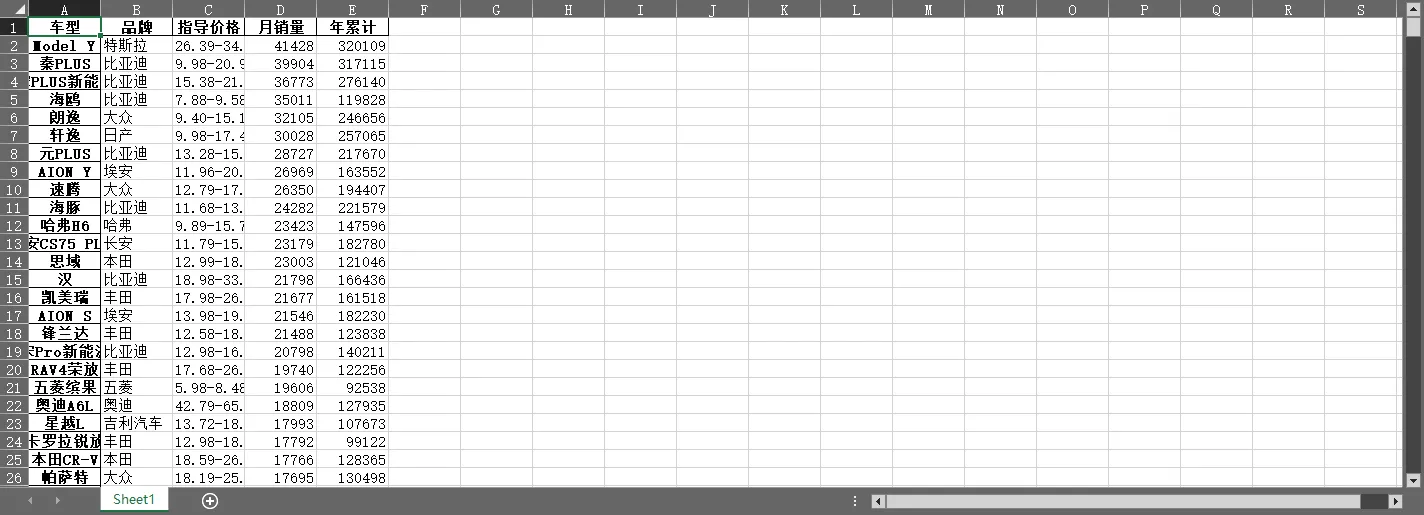 A B C D E F G H I J K L M N O P Q R S
1 车型 品牌 指导价格 月销量 年累计
2 Model Y 特斯拉 26.39-34. 41428 320109
3 秦PLUS 比亚迪 9.98-20.9 39904 317115
4 PLUS新能 比亚迪 15.38-21. 36773 276140
5 海鸥 比亚迪 7.88-9.58 35011 119828
6 朗逸 大众 9.40-15.1 32105 246656
7 轩逸 日产 9.98-17.4 30028 257065
8 元PLUS 比亚迪 13.28-15. 28727 217670
9 AION Y 埃安 11.96-20. 26969 163552
10 速腾 大众 12.79-17. 26350 194407
11 海豚 比亚迪 11.68-13. 24282 221579
12 哈弗H6 哈弗 9.89-15.7 23423 147596
13 安CS75 PL 长安 11.79-15. 23179 182780
14 思域 本田 12.99-18. 23003 121046
15 汉 比亚迪 18.98-33. 21798 166436
16 凯美瑞 丰田 17.98-26. 21677 161518
17 AION S 埃安 13.98-19. 21546 182230
18 锋兰达 丰田 12.58-18. 21488 123838
19 Pro新能 比亚迪 12.98-16. 20798 140211
20 RAV4荣放 丰田 17.68-26. 19740 122256
21 五菱缤果 五菱 5.98-8.48 19606 92538
22 奥迪A6L 奥迪 42.79-65. 18809 127935
23 星越L 吉利汽车 13.72-18. 17993 107673
24 卡罗拉锐放 丰田 12.98-18. 17792 99122
25 本田CR-V 本田 18.59-26. 17766 128365
26 帕萨特 大众 18.19-25. 17695 130498
Sheet1